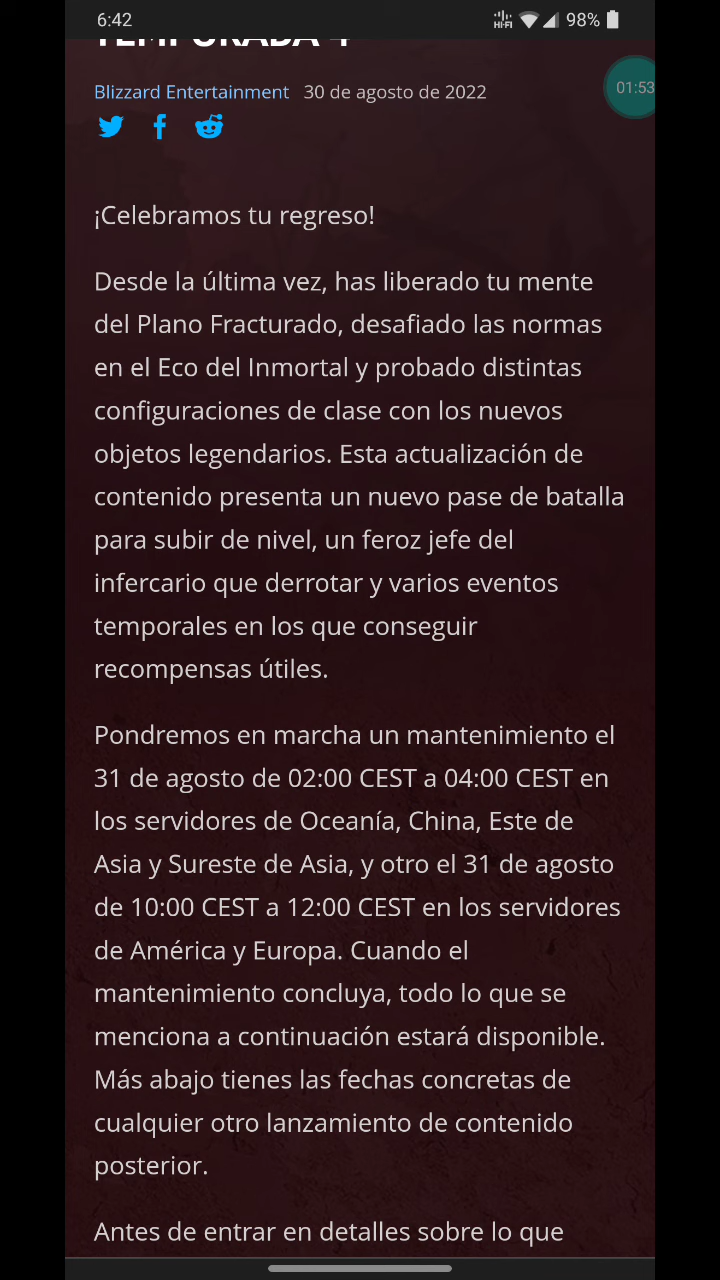 6:42
HI-FI
98%
TEMPORADA 4
Blizzard Entertainment 30 de agosto de 2022
01:53
¡Celebramos tu regreso!
Desde la última vez, has liberado tu mente
del Plano Fracturado, desafiado las normas
en el Eco del Inmortal y probado distintas
configuraciones de clase con los nuevos
objetos legendarios. Esta actualización de
contenido presenta un nuevo pase de batalla
para subir de nivel, un feroz jefe del
infercario que derrotar y varios eventos
temporales en los que conseguir
recompensas útiles.
Pondremos en marcha un mantenimiento el
31 de agosto de 02:00 CEST a 04:00 CEST en
los servidores de Oceanía, China, Este de
Asia y Sureste de Asia, y otro el 31 de agosto
de 10:00 CEST a 12:00 CEST en los servidores
de América y Europa. Cuando el
mantenimiento concluya, todo lo que se
menciona a continuación estará disponible.
Más abajo tienes las fechas concretas de
cualquier otro lanzamiento de contenido
posterior.
Antes de entrar en detalles sobre lo que